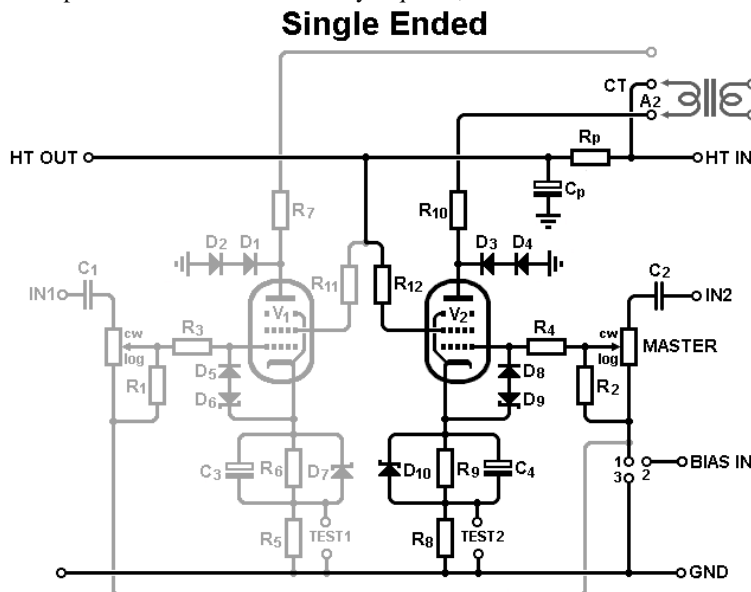 Single Ended
CT
A2
HT OUT
Rp
HT IN
Cp
R7
R10
D2 D1
D3 D4
C1
R11
R12
C2
IN1
V1
V2
IN2
R3
R4
cw
log
cw
log
MASTER
R1
D5
D8
R2
D6
D9
C3
R6
D7
D10
R9
C4
1
2
BIAS IN
3
R5
TEST1
R8
TEST2
GND